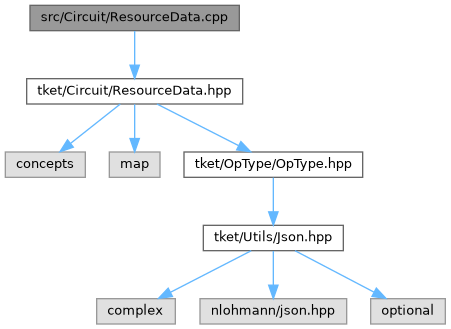 src/Circuit/ResourceData.cpp
tket/Circuit/ResourceData.hpp
concepts
map
tket/OpType/OpType.hpp
tket/Utils/Json.hpp
complex
nlohmann/json.hpp
optional